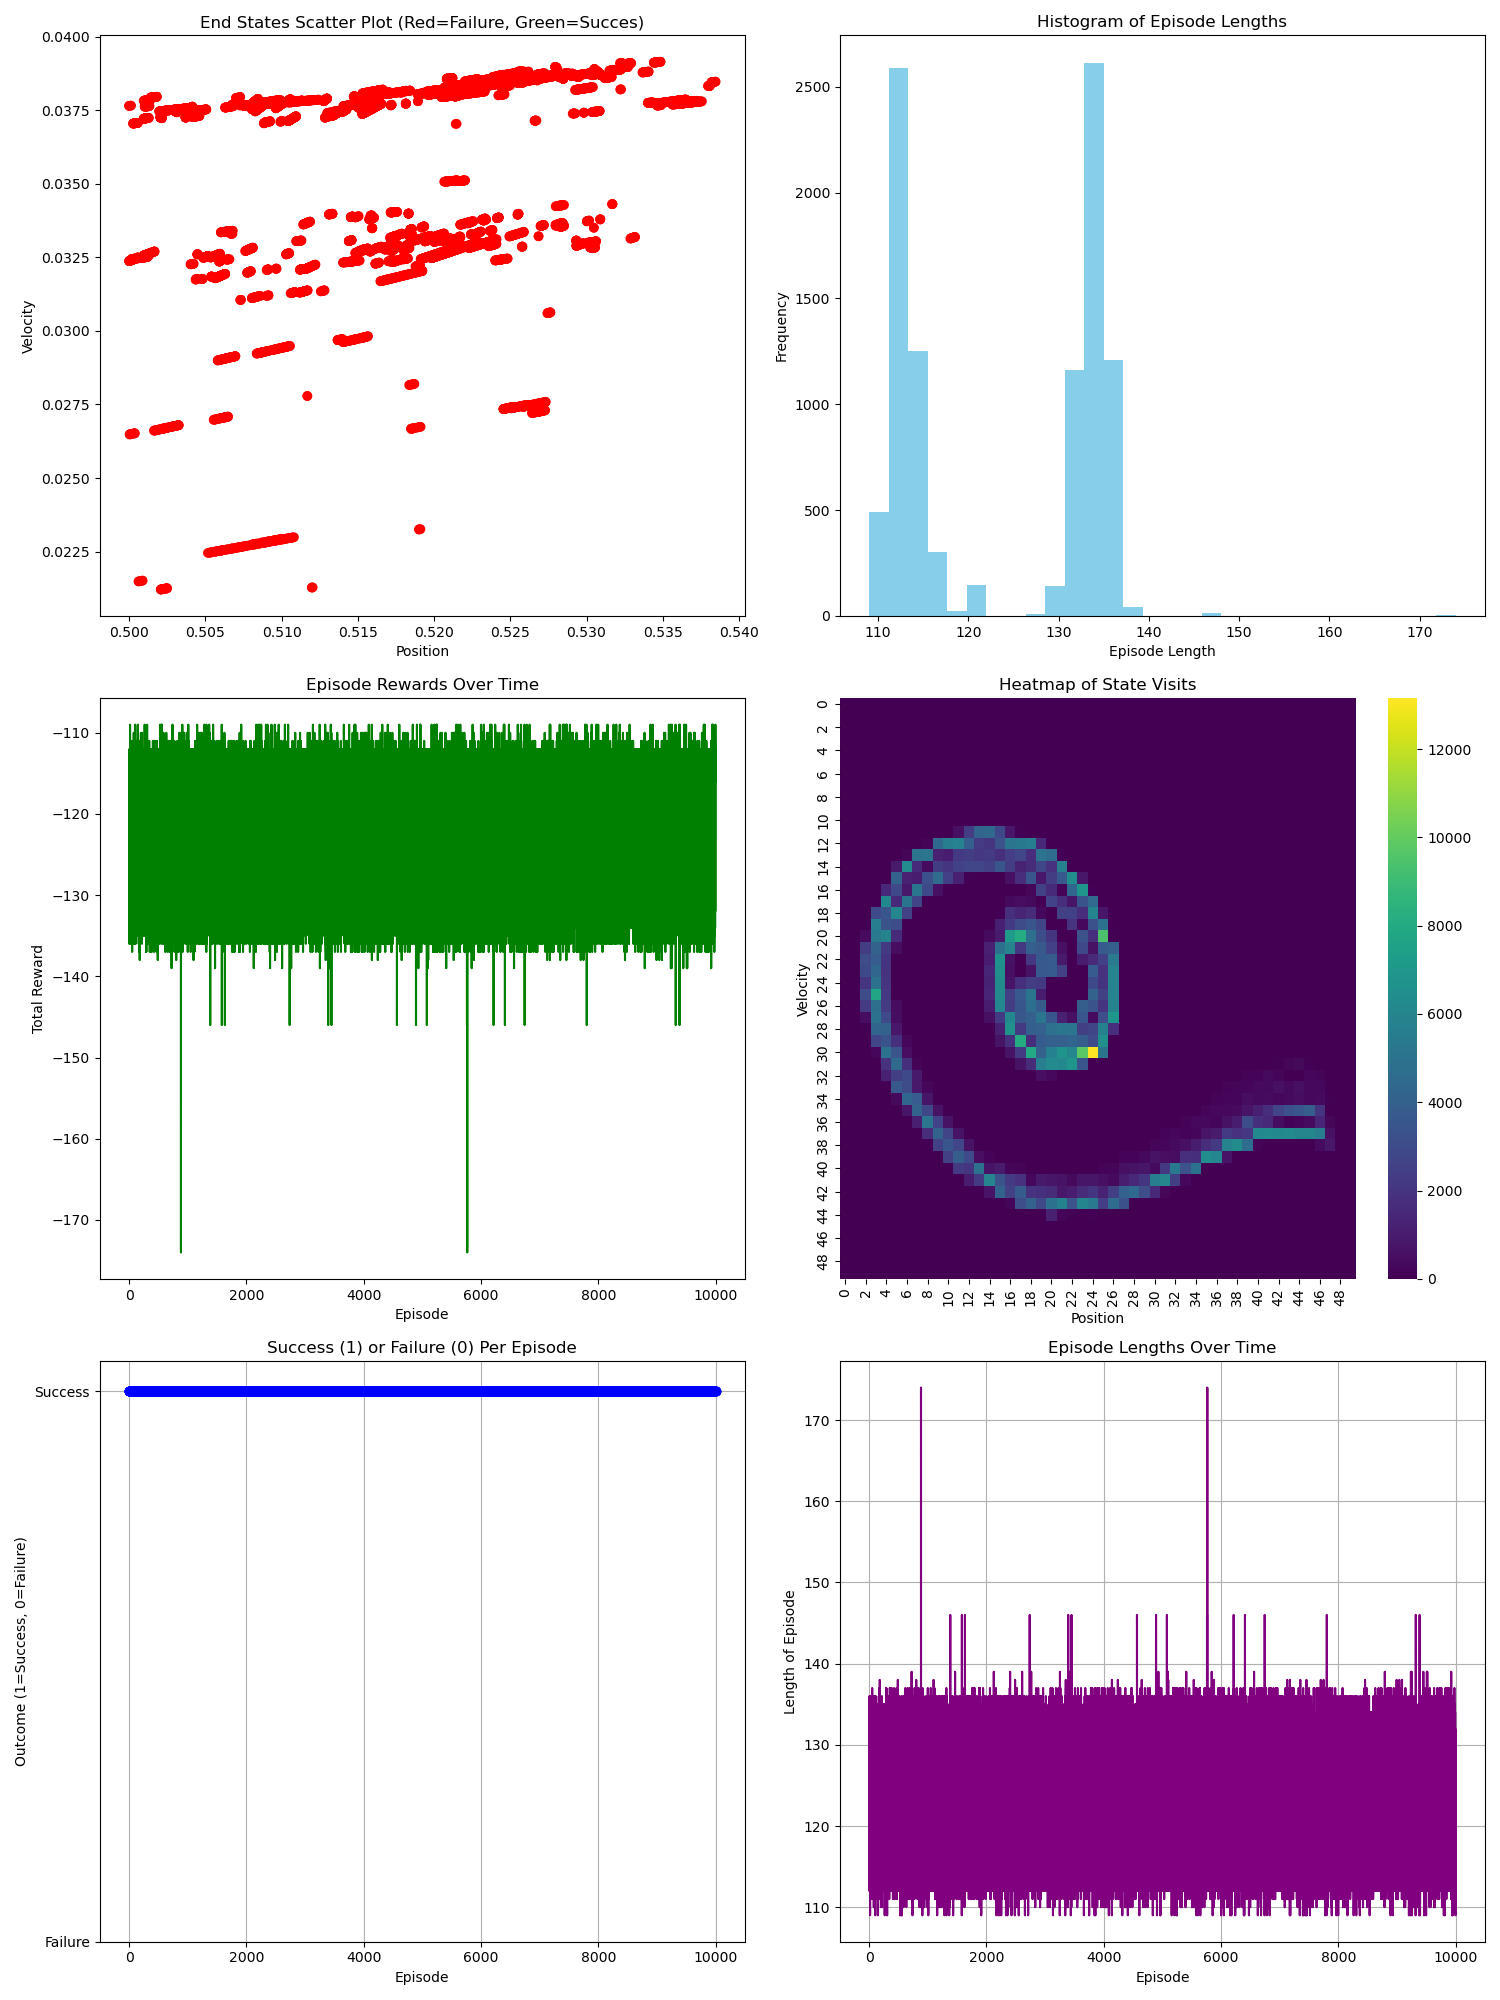 End States Scatter Plot (Red=Failure, Green=Succes)
0.0400
0.0375
0.0350
0.0325
0.0300
0.0275
0.0250
0.0225
Velocity
0.500 0.505 0.510 0.515 0.520 0.525 0.530 0.535 0.540
Position
Histogram of Episode Lengths
2500
2000
1500
1000
500
0
Frequency
110 120 130 140 150 160 170
Episode Length
Episode Rewards Over Time
−110
−120
−130
−140
−150
−160
−170
Total Reward
0 2000 4000 6000 8000 10000
Episode
Heatmap of State Visits
0
2
4
6
8
10
12
14
16
18
20
22
24
26
28
30
32
34
36
38
40
42
44
46
48
Velocity
0 2 4 6 8 10 12 14 16 18 20 22 24 26 28 30 32 34 36 38 40 42 44 46 48
Position
12000
10000
8000
6000
4000
2000
0
Success (1) or Failure (0) Per Episode
Success
Failure
Outcome (1=Success, 0=Failure)
0 2000 4000 6000 8000 10000
Episode
Episode Lengths Over Time
170
160
150
140
130
120
110
Length of Episode
0 2000 4000 6000 8000 10000
Episode